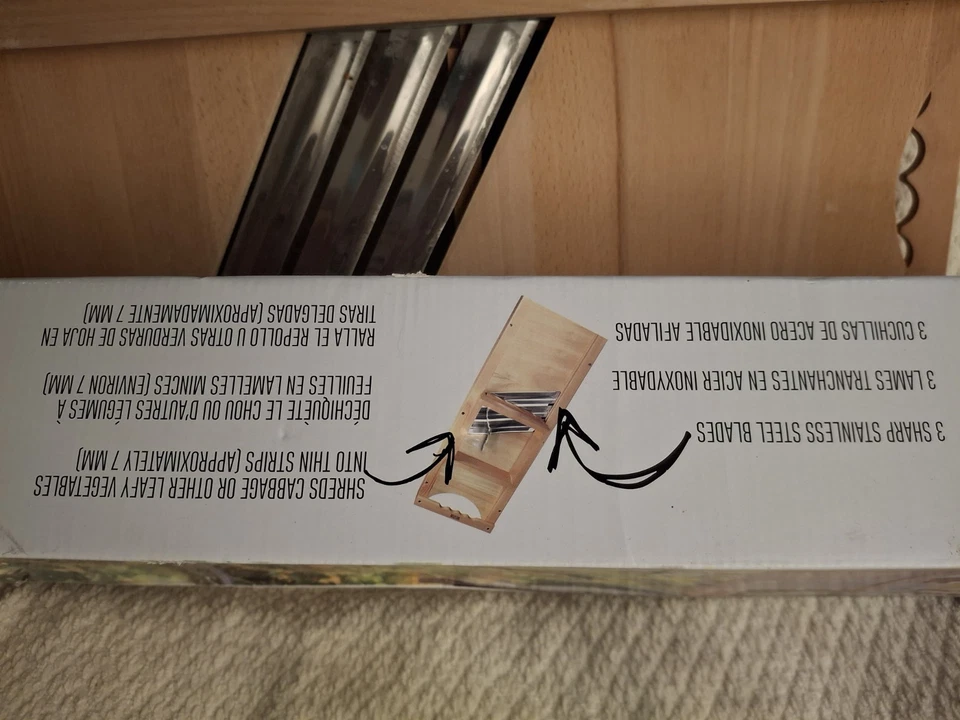 3 SHARP STAINLESS STEEL BLADES
3 LAMES TRANCHANTES EN ACIER INOXYDABLE
3 CUCHILLAS DE ACERO INOXIDABLE AFILADAS
SHREDS CABBAGE OR OTHER LEAFY VEGETABLES
INTO THIN STRIPS (APPROXIMATELY 7 MM)
DÉCHIQUÈTE LE CHOU OU D'AUTRES LÉGUMES À
FEUILLES EN LAMELLES MINCES (ENVIRON 7 MM)
RALLA EL REPOLLO U OTRAS VERDURAS DE HOJA EN
TIRAS DELGADAS (APROXIMADAMENTE 7 MM)